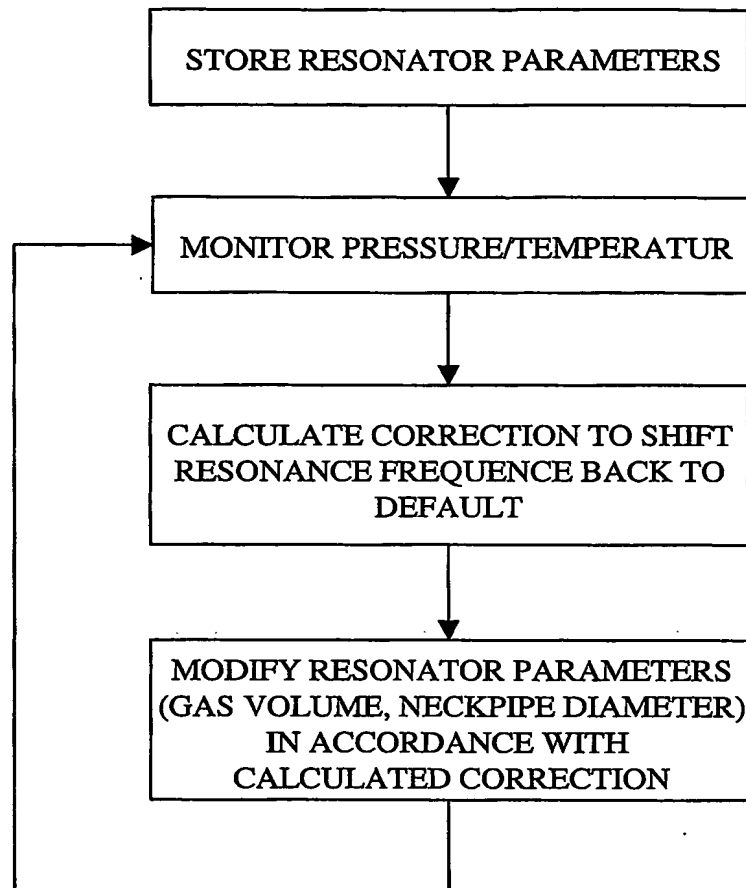 STORE RESONATOR PARAMETERS
MONITOR PRESSURE/TEMPERATUR
CALCULATE CORRECTION TO SHIFT
RESONANCE FREQUENCE BACK TO
DEFAULT
MODIFY RESONATOR PARAMETERS
(GAS VOLUME, NECKPIPE DIAMETER)
IN ACCORDANCE WITH
CALCULATED CORRECTION